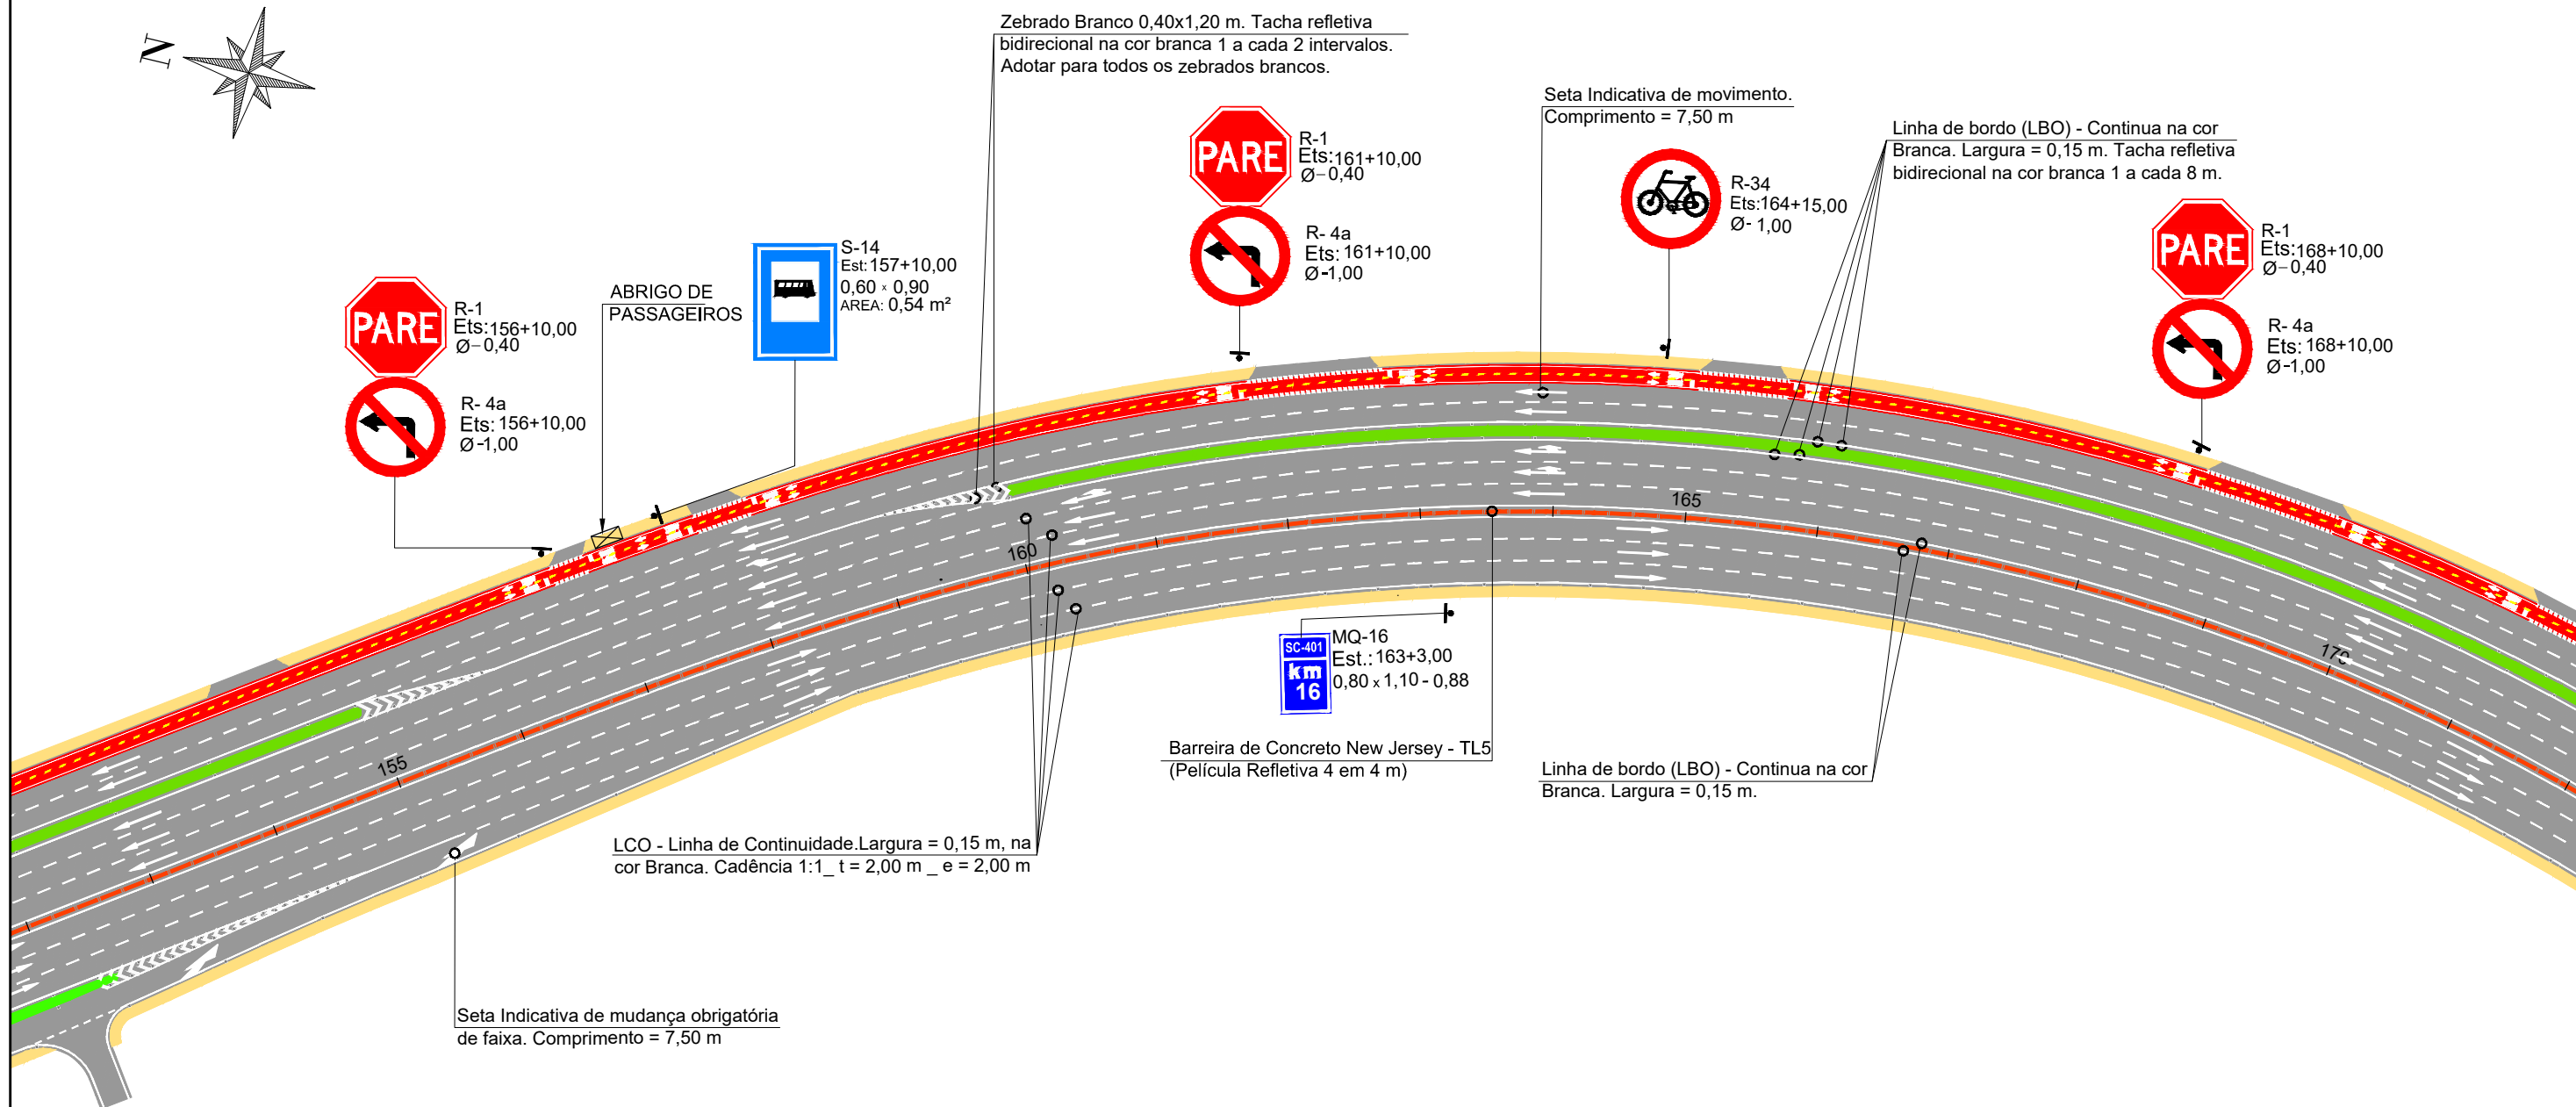 N
Zebrado Branco 0,40x1,20 m. Tacha refletiva
bidirecional na cor branca 1 a cada 2 intervalos.
Adotar para todos os zebrados brancos.
PARE
R-1
Ets:161+10,00
Ø-0,40
R- 4a
Ets:161+10,00
Ø-1,00
Seta Indicativa de movimento.
Comprimento = 7,50 m
R-34
Ets:164+15,00
Ø- 1,00
Linha de bordo (LBO) - Continua na cor
Branca. Largura = 0,15 m. Tacha refletiva
bidirecional na cor branca 1 a cada 8 m.
PARE
R-1
Ets:168+10,00
Ø-0,40
R- 4a
Ets:168+10,00
Ø-1,00
S-14
Est:157+10,00
0,60 x 0,90
AREA: 0,54 m²
ABRIGO DE
PASSAGEIROS
PARE
R-1
Ets:156+10,00
Ø-0,40
R- 4a
Ets:156+10,00
Ø-1,00
165
160
170
155
SC-401
km
16
MQ-16
Est.:163+3,00
0,80 x 1,10 - 0,88
Barreira de Concreto New Jersey - TL5
(Película Refletiva 4 em 4 m)
Linha de bordo (LBO) - Continua na cor
Branca. Largura = 0,15 m.
LCO - Linha de Continuidade.Largura = 0,15 m, na
cor Branca. Cadência 1:1_ t = 2,00 m _ e = 2,00 m
Seta Indicativa de mudança obrigatória
de faixa. Comprimento = 7,50 m